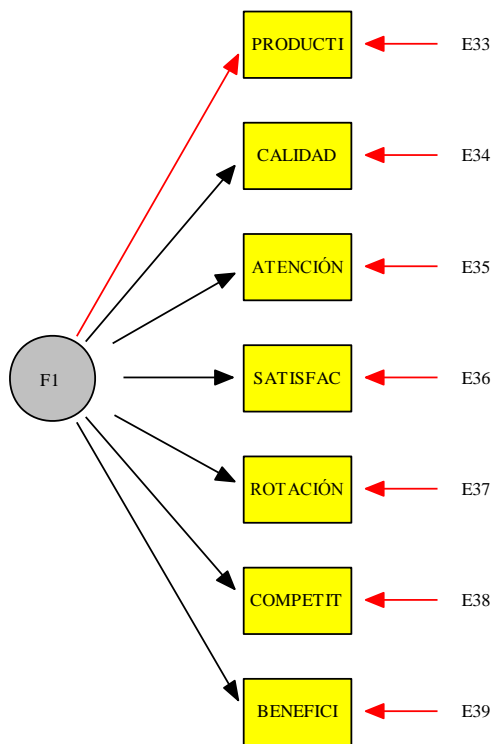 PRODUCTI E33
CALIDAD E34
ATENCIÓN E35
F1 SATISFAC E36
ROTACIÓN E37
COMPETIT E38
BENEFICI E39